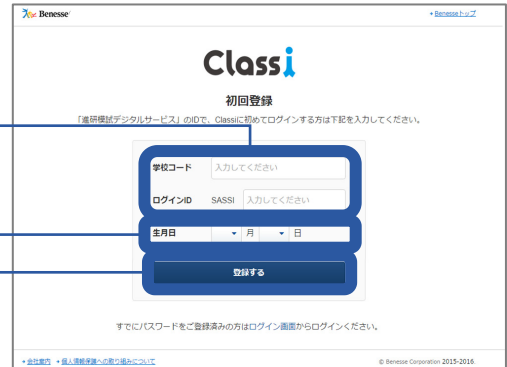 Benesse
Benesseトップ
Classi
初回登録
「進研模試デジタルサービス」のIDで、Classiに初めてログインする方は下記を入力してください。
学校コード 入力してください
ログインID SASSI 入力してください
生月日 月 日
登録する
すでにパスワードをご登録済みの方はログイン画面からログインください。
会社案内 個人情報保護への取り組みについて
© Benesse Corporation 2015-2016.